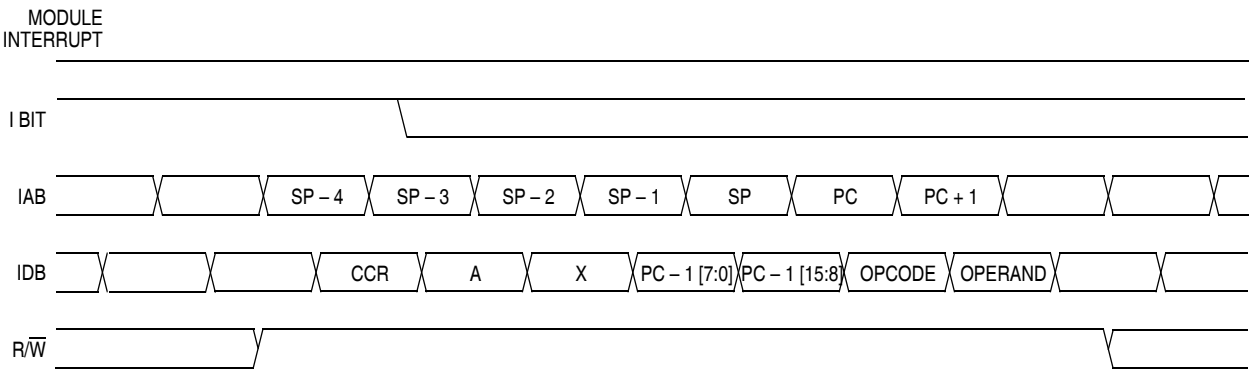 MODULE
INTERRUPT
I BIT
IAB SP – 4 SP – 3 SP – 2 SP – 1 SP PC PC + 1
IDB CCR A X PC – 1 [7:0] PC – 1 [15:8] OPCODE OPERAND
R/W̅